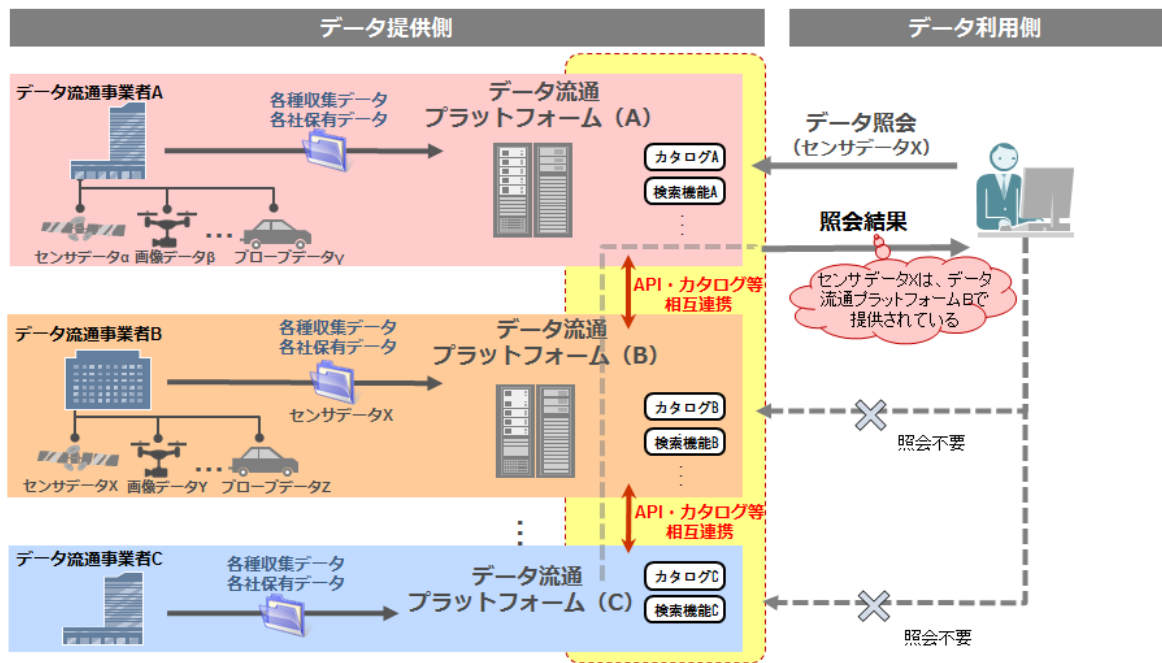 データ提供側
データ利用側
データ流通事業者A
各種収集データ
各社保有データ
データ流通
プラットフォーム（A）
カタログA
検索機能A
⋮
センサデータα
画像データβ
…
プローブデータγ
データ照会
（センサデータX）
照会結果
センサデータXは、データ
流通プラットフォームBで
提供されている
API・カタログ等
相互連携
データ流通事業者B
各種収集データ
各社保有データ
センサデータX
データ流通
プラットフォーム（B）
カタログB
検索機能B
⋮
センサデータX
画像データY
…
プローブデータZ
照会不要
API・カタログ等
相互連携
⋮
データ流通事業者C
各種収集データ
各社保有データ
データ流通
プラットフォーム（C）
カタログC
検索機能C
照会不要